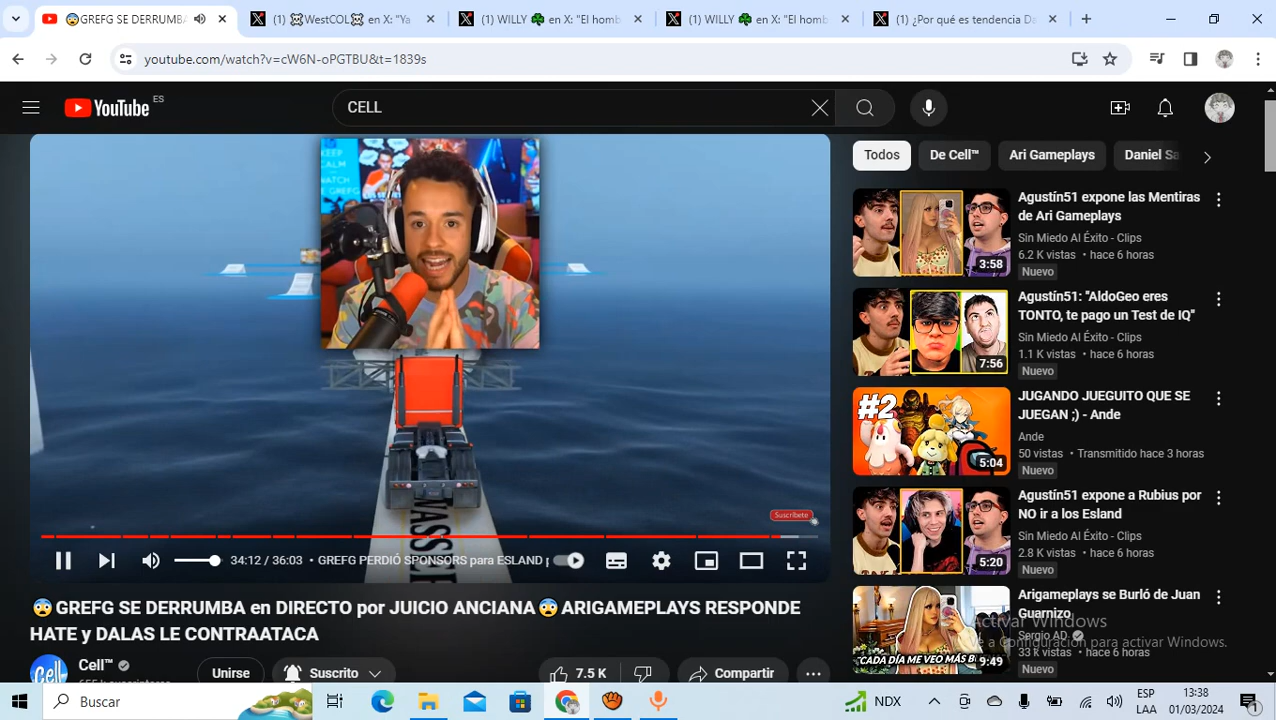 GREFG SE DERRUMBA
WestCOL en X: "Ya
(1) WILLY en X: "El homb
(1) WILLY en X: "El homb
(1) ¿Por qué es tendencia Da
youtube.com/watch?v=cW6N-oPGTBU&t=1839s
YouTube ES
CELL
Todos
De Cell™
Ari Gameplays
Daniel Sa
KEEP
CALM
WATCH
Suscríbete
34:12 / 36:03 • GREFG PERDIÓ SPONSORS para ESLAND
GREFG SE DERRUMBA en DIRECTO por JUICIO ANCIANA ARIGAMEPLAYS RESPONDE
HATE y DALAS LE CONTRAATACA
Cell
Cell™
Unirse
Suscrito
7.5 K
Compartir
3:58
Agustín51 expone las Mentiras
de Ari Gameplays
Sin Miedo Al Éxito - Clips
6.2 K vistas • hace 6 horas
Nuevo
7:56
Agustín51: "AldoGeo eres
TONTO, te pago un Test de IQ"
Sin Miedo Al Éxito - Clips
1.1 K vistas • hace 6 horas
Nuevo
#2
5:04
JUGANDO JUEGUITO QUE SE
JUEGAN ;) - Ande
Ande
50 vistas • Transmitido hace 3 horas
Nuevo
5:20
Agustín51 expone a Rubius por
NO ir a los Esland
Sin Miedo Al Éxito - Clips
2.8 K vistas • hace 6 horas
Nuevo
"CADA DÍA ME VEO MÁS
9:49
Arigameplays se Burló de Juan
Guarnizo
Sergio AD
33 K vistas • hace 6 horas
Nuevo
Activar Windows
Ve a Configuración para activar Windows.
Buscar
NDX
ESP
LAA
13:38
01/03/2024
1